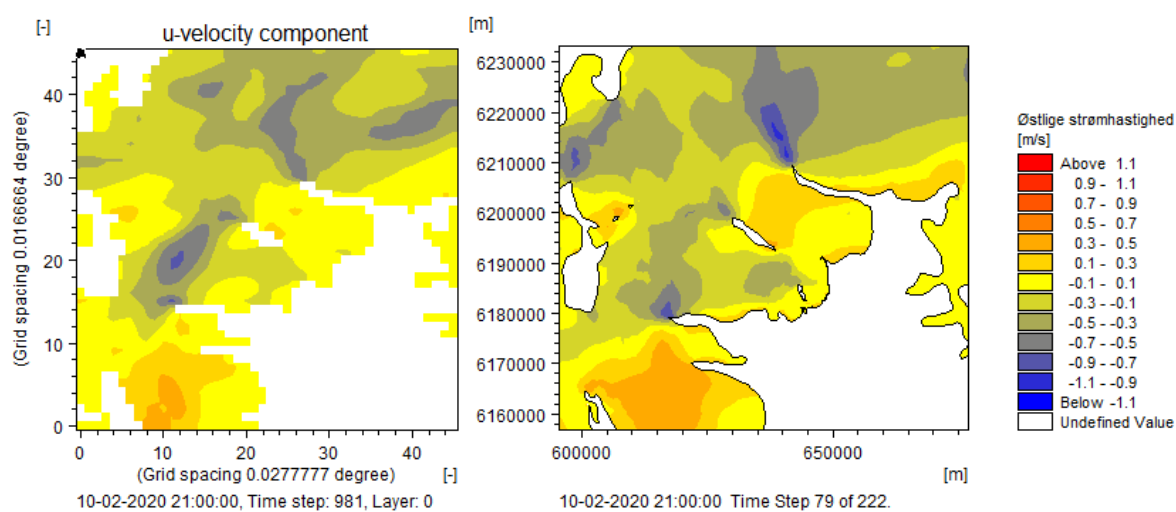 [-]
u-velocity component
40
30
20
10
0
(Grid spacing 0.0166664 degree)
0
10
20
30
40
(Grid spacing 0.0277777 degree)
[-]
10-02-2020 21:00:00, Time step: 981, Layer: 0
[m]
6230000
6220000
6210000
6200000
6190000
6180000
6170000
6160000
600000
650000
[m]
10-02-2020 21:00:00 Time Step 79 of 222.
Østlige strømhastighed
[m/s]
Above 1.1
0.9 - 1.1
0.7 - 0.9
0.5 - 0.7
0.3 - 0.5
0.1 - 0.3
-0.1 - 0.1
-0.3 - -0.1
-0.5 - -0.3
-0.7 - -0.5
-0.9 - -0.7
-1.1 - -0.9
Below -1.1
Undefined Value